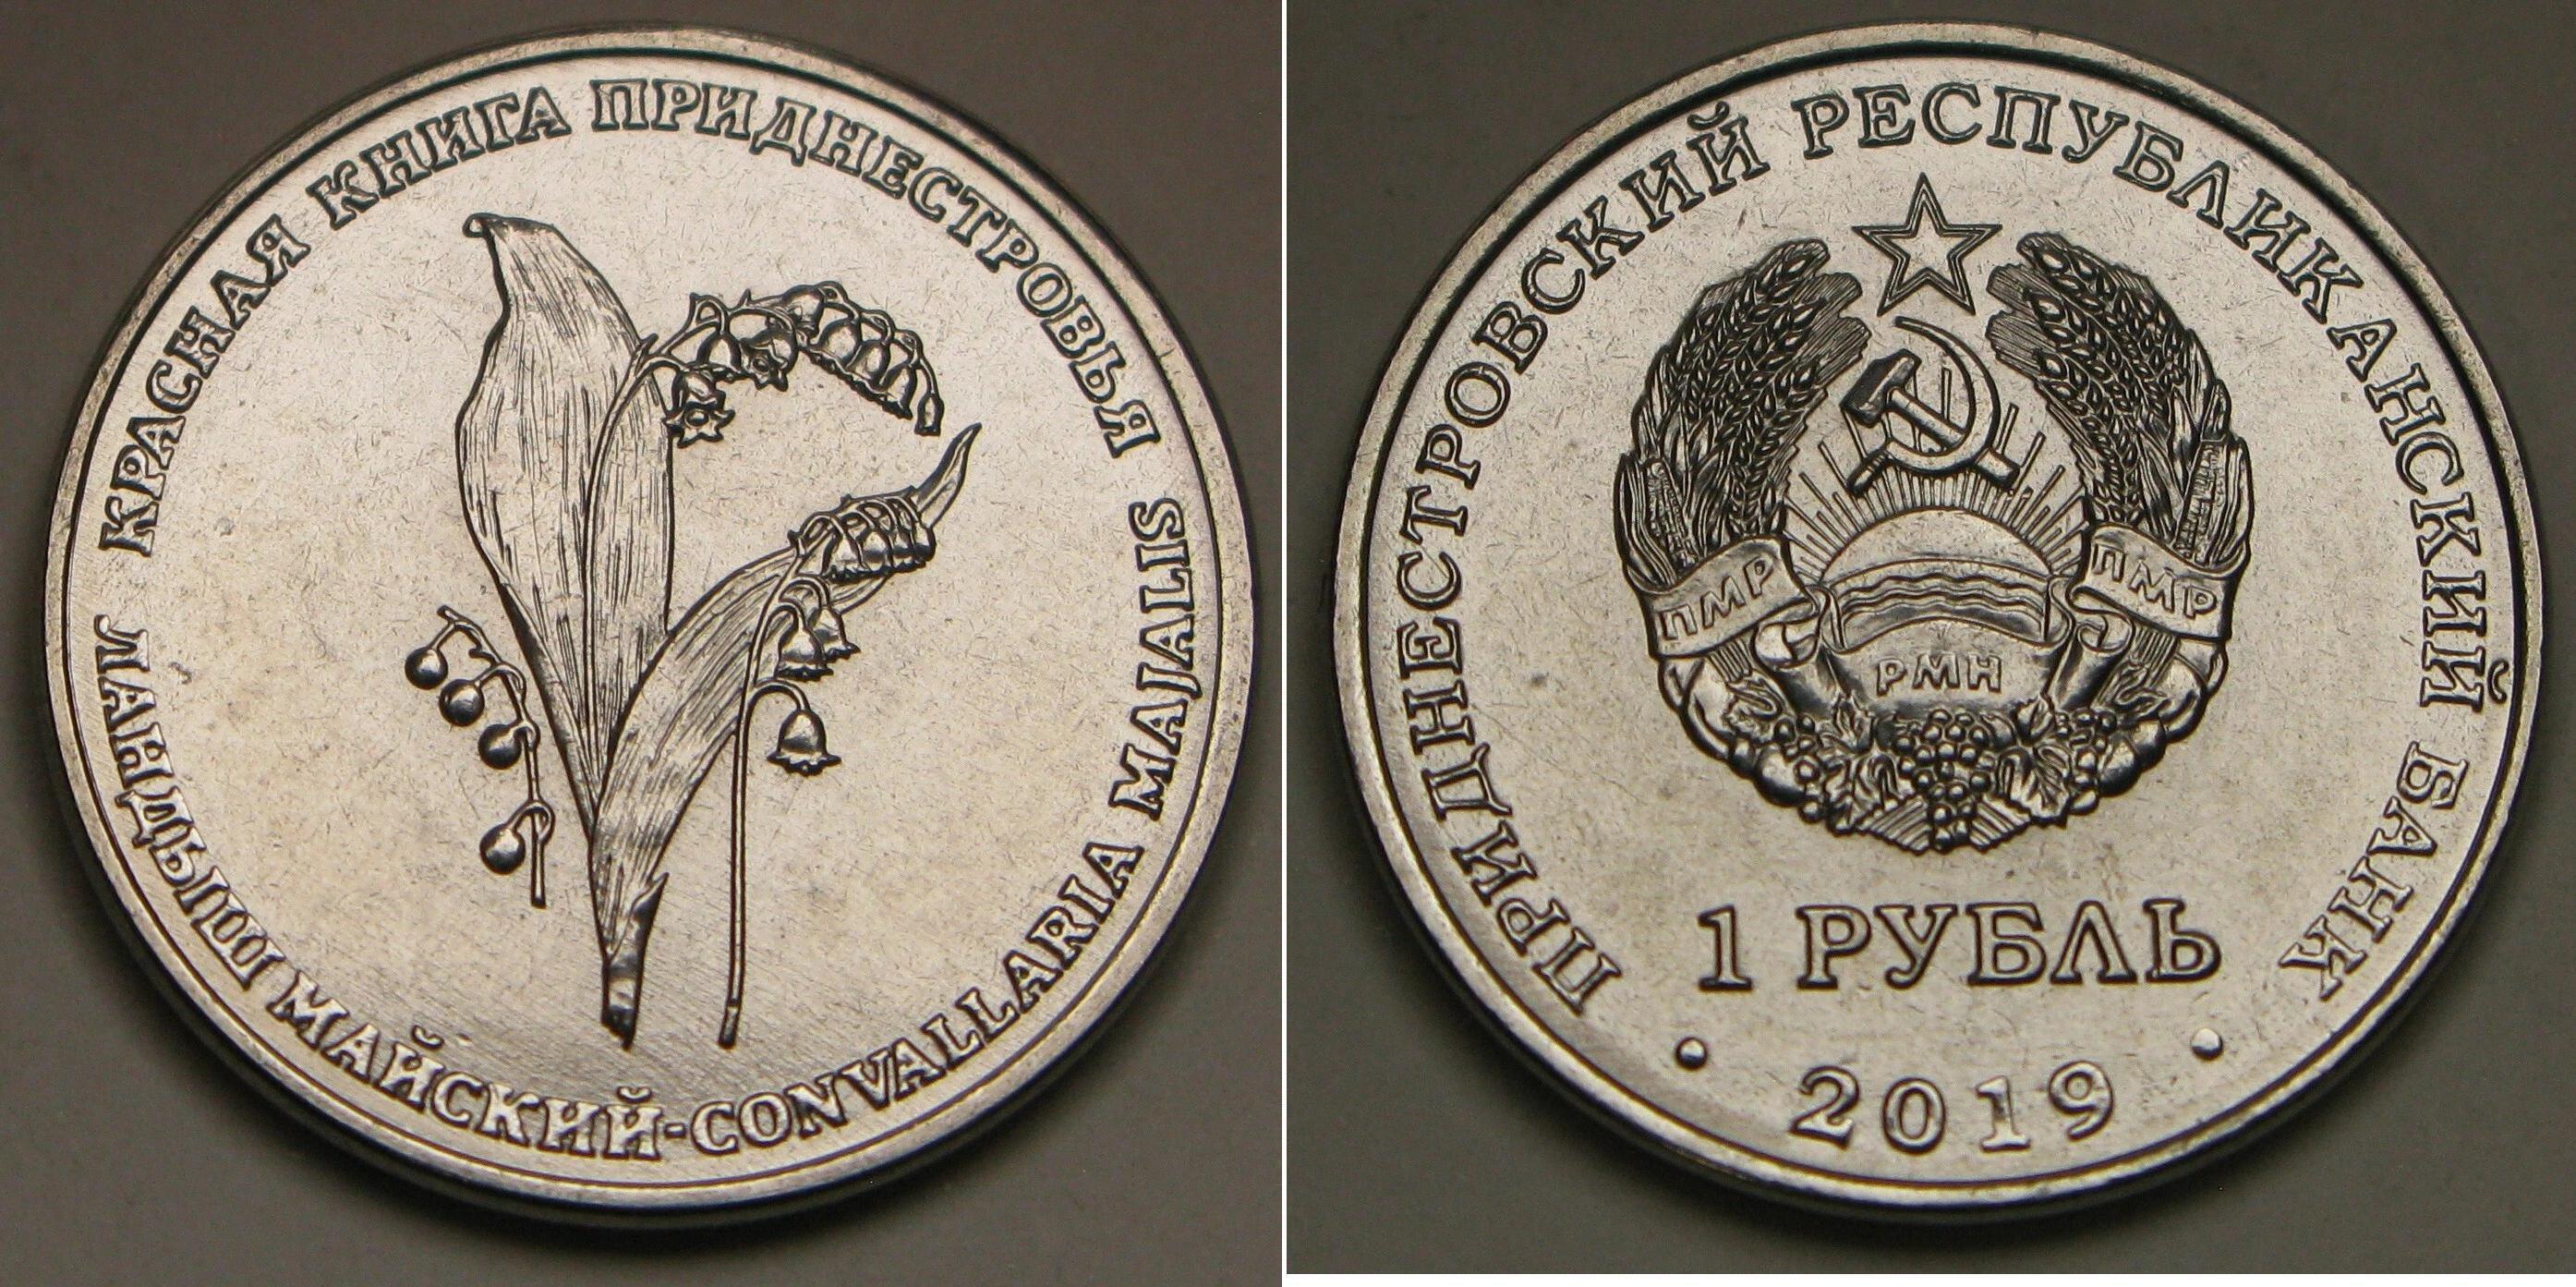 КРАСНАЯ КНИГА ПРИДНЕСТРОВЬЯ
ЛАНДЫШ МАЙСКИЙ-CONVALLARIA MAJALIS
ПРИДНЕСТРОВСКИЙ РЕСПУБЛИКАНСКИЙ БАНК
ПМР
ПМР
РМН
1 РУБЛЬ
• 2019 •